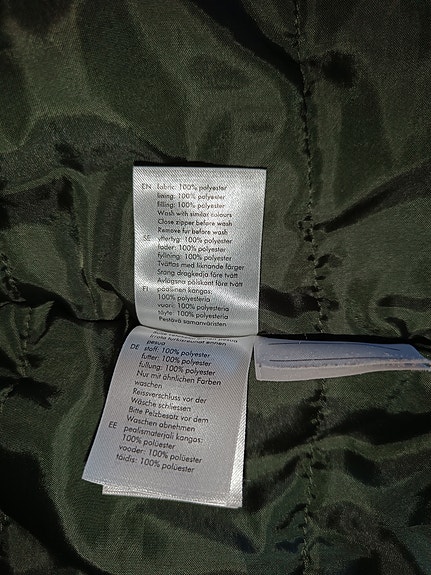 EN fabric: 100% polyester
lining: 100% polyester
filling: 100% polyester
Wash with similar colours
Close zipper before wash
Remove fur before wash
SE yttertyg: 100% polyester
foder: 100% polyester
fyllning: 100% polyester
Tvättas med liknande färger
Stäng dragkedja före tvätt
Avlägsna pälskant före tvätt
FI päällinen kangas:
100% polyesteria
vuori: 100% polyesteria
täyte: 100% polyesteria
Pestävä samanväristen
pesua
DE stoff: 100% polyester
futter: 100% polyester
füllung: 100% polyester
Nur mit ähnlichen Farben
waschen
Reissverschluss vor der
Wäsche schliessen
Bitte Pelzbesatz vor dem
Waschen abnehmen
EE pealismaterjali kangas:
100% polüester
vooder: 100% polüester
täidis: 100% polüester